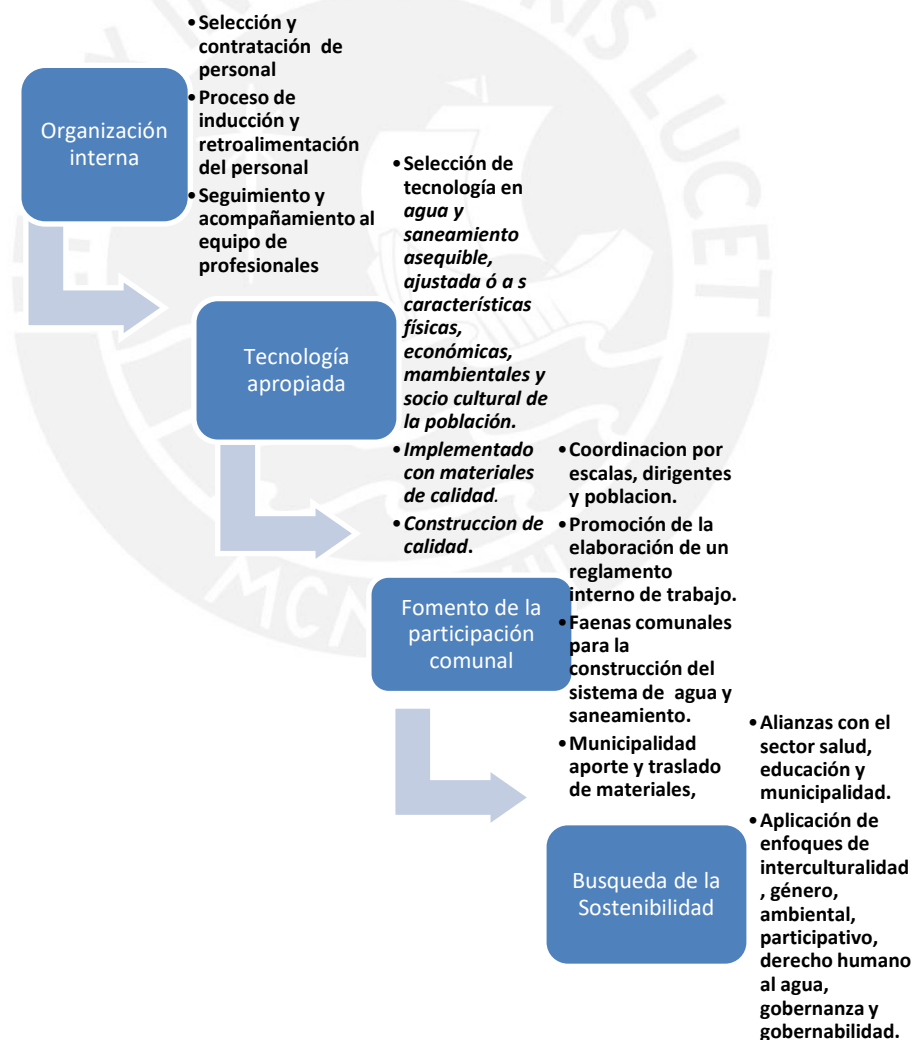 Organización
interna
•Selección y
contratación de
personal
•Proceso de
inducción y
retroalimentación
del personal
•Seguimiento y
acompañamiento al
equipo de
profesionales
Tecnología
apropiada
•Selección de
tecnología en
agua y
saneamiento
asequible,
ajustada ó a s
características
físicas,
económicas,
mambientales y
socio cultural de
la población.
•Implementado
con materiales
de calidad.
•Construccion de
calidad.
Fomento de la
participación
comunal
•Coordinacion por
escalas, dirigentes
y poblacion.
•Promoción de la
elaboración de un
reglamento
interno de trabajo.
•Faenas comunales
para la
construcción del
sistema de agua y
saneamiento.
•Municipalidad
aporte y traslado
de materiales,
Busqueda de la
Sostenibilidad
•Alianzas con el
sector salud,
educación y
municipalidad.
•Aplicación de
enfoques de
interculturalidad
, género,
ambiental,
participativo,
derecho humano
al agua,
gobernanza y
gobernabilidad.